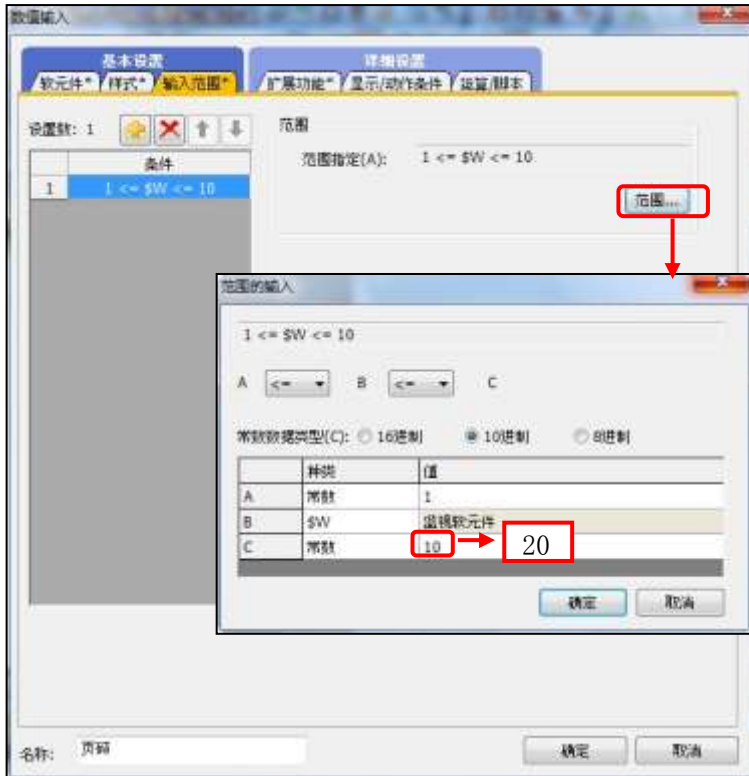 数值输入
基本设置 详细设置
软元件* 样式* 输入范围* 扩展功能* 显示/动作条件 运算/脚本
设置数: 1
条件
1 1 <= $W <= 10
范围
范围指定(A): 1 <= $W <= 10
范围...
范围的输入
1 <= $W <= 10
A <= B <= C
常数数据类型(C): 16进制 10进制 8进制
种类 值
A 常数 1
B $W 监视软元件
C 常数 10 20
确定 取消
名称: 页码 确定 取消